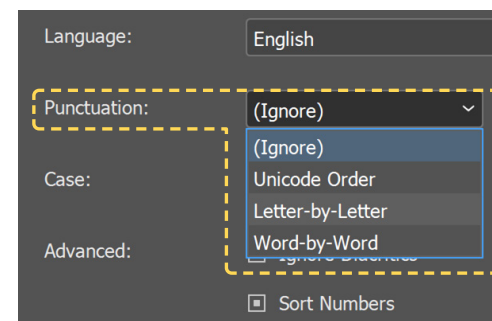 Language: English
Punctuation: (Ignore)
(Ignore)
Case: Unicode Order
Letter-by-Letter
Advanced: Word-by-Word
Sort Numbers